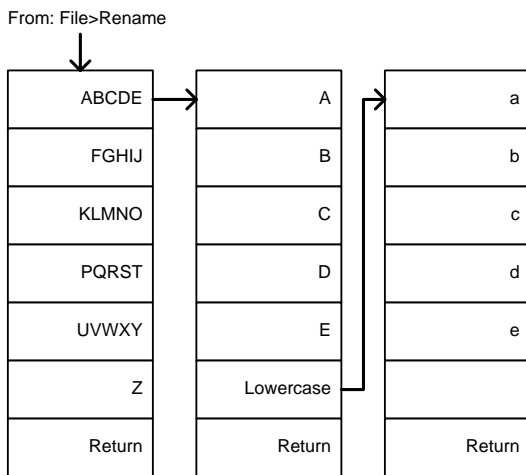 From: File>Rename
ABCDE
FGHIJ
KLMNO
PQRST
UVWXY
Z
Return
A
B
C
D
E
Lowercase
Return
a
b
c
d
e
Return